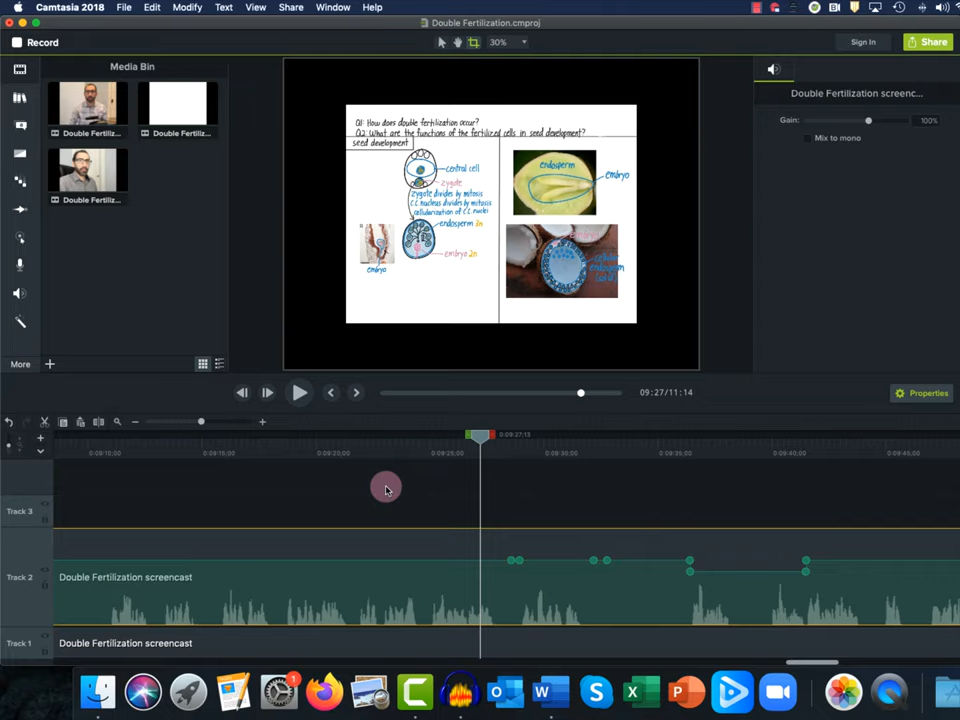 Camtasia 2018 File Edit Modify Text View Share Window Help
Double Fertilization.cmproj
Record
30%
Sign In
Share
Media Bin
Double Fertiliz...
Double Fertiliz...
Double Fertiliz...
More
Q1: How does double fertilization occur?
Q2: What are the functions of the fertilized cells in seed development?
seed development
central cell
zygote
zygote divides by mitosis
C.C. nucleus divides by mitosis
cellularization of C.C. nuclei
endosperm 3n
embryo 2n
embryo
endosperm
embryo
cellular
endosperm
Double Fertilization screenc...
Gain:
100%
Mix to mono
09:27/11:14
Properties
0:09:27;13
0:09:10;00 0:09:15;00 0:09:20;00 0:09:25;00 0:09:30;00 0:09:35;00 0:09:40;00 0:09:45;00
Track 3
Track 2
Double Fertilization screencast
Track 1
Double Fertilization screencast
1